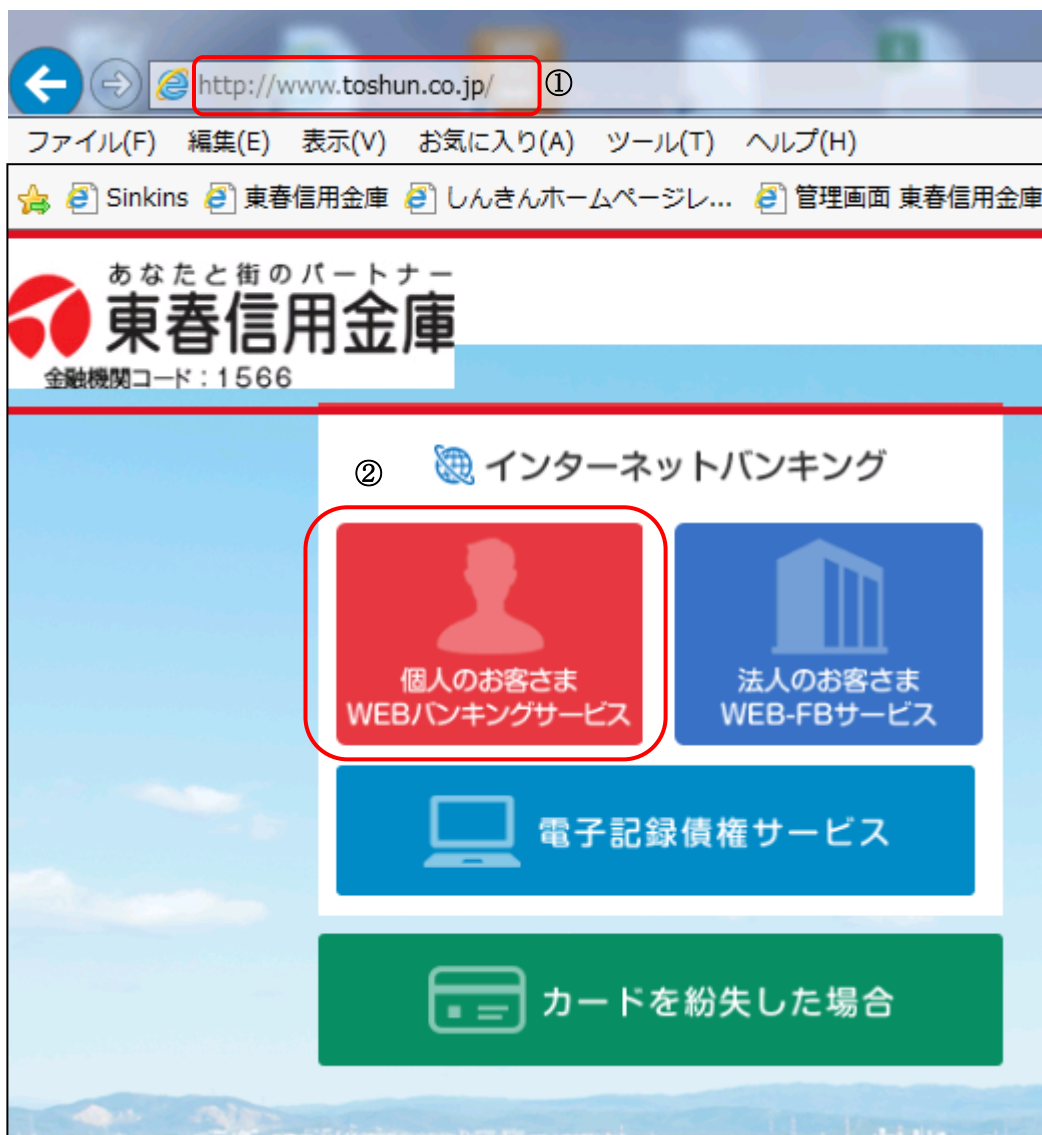 http://www.toshun.co.jp/ ①
ファイル(F) 編集(E) 表示(V) お気に入り(A) ツール(T) ヘルプ(H)
Sinkins 東春信用金庫 しんきんホームページレ... 管理画面 東春信用金庫
あなたと街のパートナー
東春信用金庫
金融機関コード:1566
② インターネットバンキング
個人のお客さま
WEBバンキングサービス
法人のお客さま
WEB-FBサービス
電子記録債権サービス
カードを紛失した場合